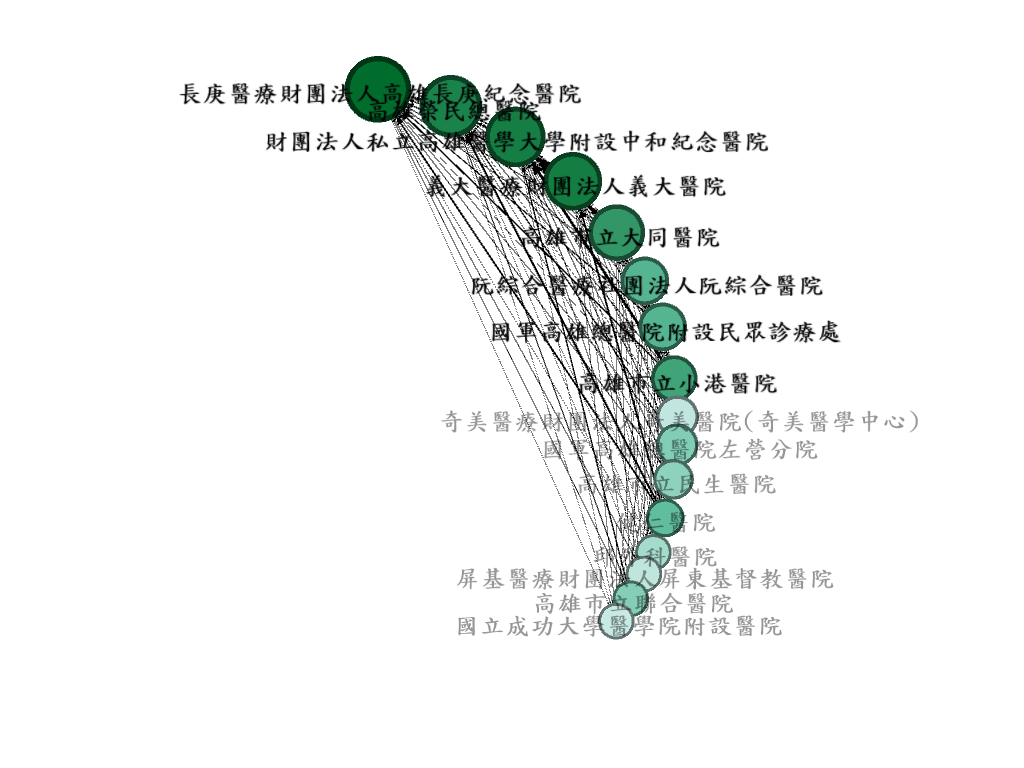 長庚醫療財團法人高雄長庚紀念醫院
高雄榮民總醫院
財團法人私立高雄醫學大學附設中和紀念醫院
義大醫療財團法人義大醫院
高雄市立大同醫院
阮綜合醫療社團法人阮綜合醫院
國軍高雄總醫院附設民眾診療處
高雄市立小港醫院
奇美醫療財團法人奇美醫院(奇美醫學中心)
國軍高雄總醫院左營分院
高雄市立民生醫院
健仁醫院
邱外科醫院
屏基醫療財團法人屏東基督教醫院
高雄市立聯合醫院
國立成功大學醫學院附設醫院